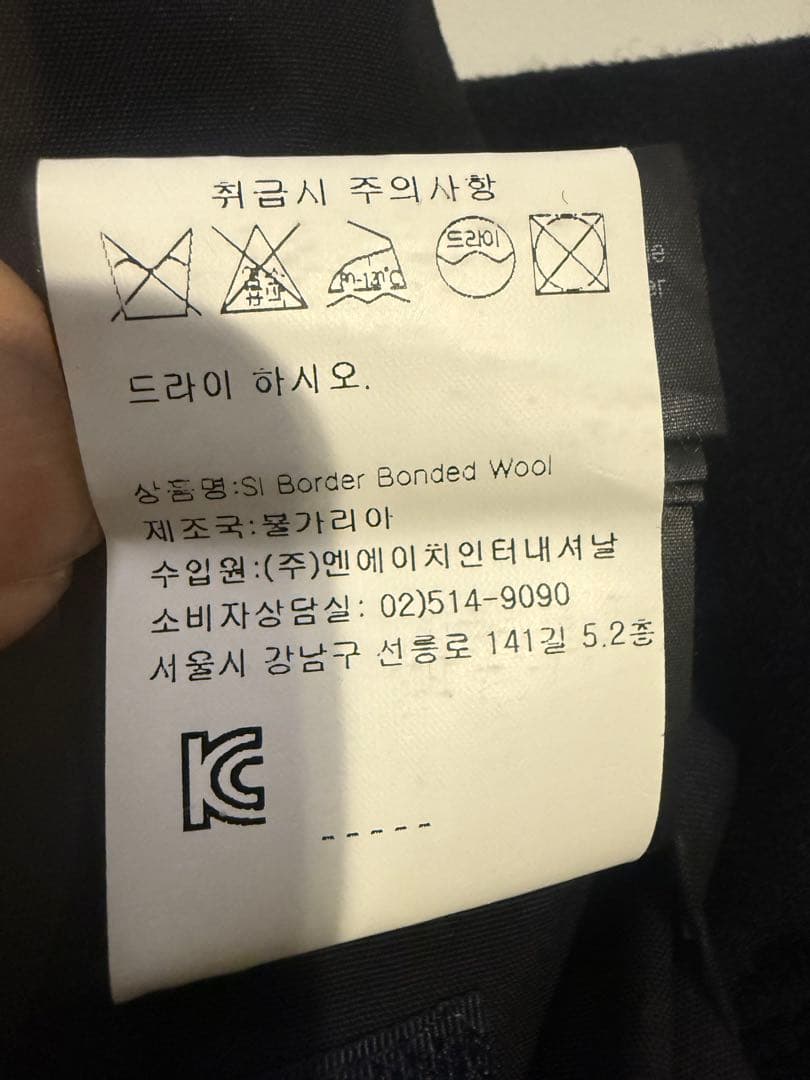 취급시 주의사항
드라이
드라이 하시오.
상품명:SI Border Bonded Wool
제조국:불가리아
수입원:(주)엔에이치인터내셔날
소비자상담실: 02)514-9090
서울시 강남구 선릉로 141길 5.2층
KC
-----